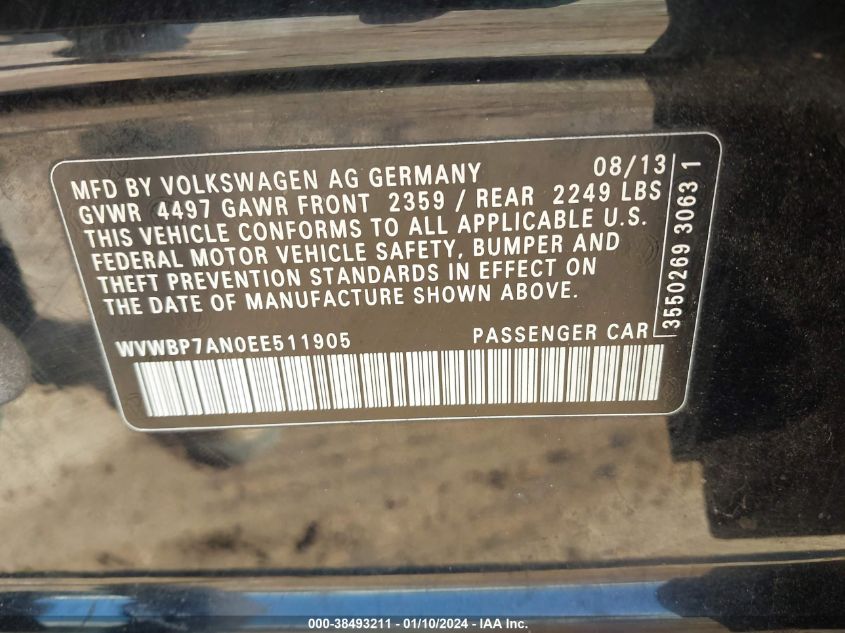 MFD BY VOLKSWAGEN AG GERMANY 08/13
GVWR 4497 GAWR FRONT 2359 / REAR 2249 LBS
THIS VEHICLE CONFORMS TO ALL APPLICABLE U.S.
FEDERAL MOTOR VEHICLE SAFETY, BUMPER AND
THEFT PREVENTION STANDARDS IN EFFECT ON
THE DATE OF MANUFACTURE SHOWN ABOVE.
WVWBP7AN0EE511905 PASSENGER CAR
3550269 3063 1
000-38493211 - 01/10/2024 - IAA Inc.